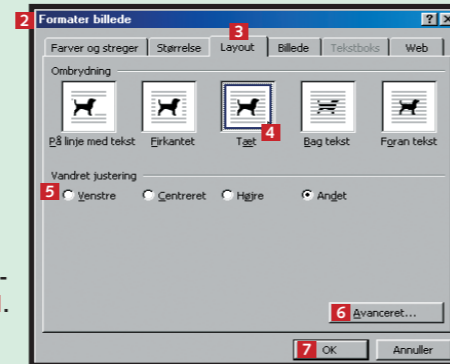 2 Formater billede
3
Farver og streger Størrelse Layout Billede Tekstboks Web
Ombrydning
4
På linje med tekst Firkantet Tæt Bag tekst Foran tekst
Vandret justering
5 Venstre Centreret Højre Andet
-
.
6 Avanceret...
7 OK Annuller